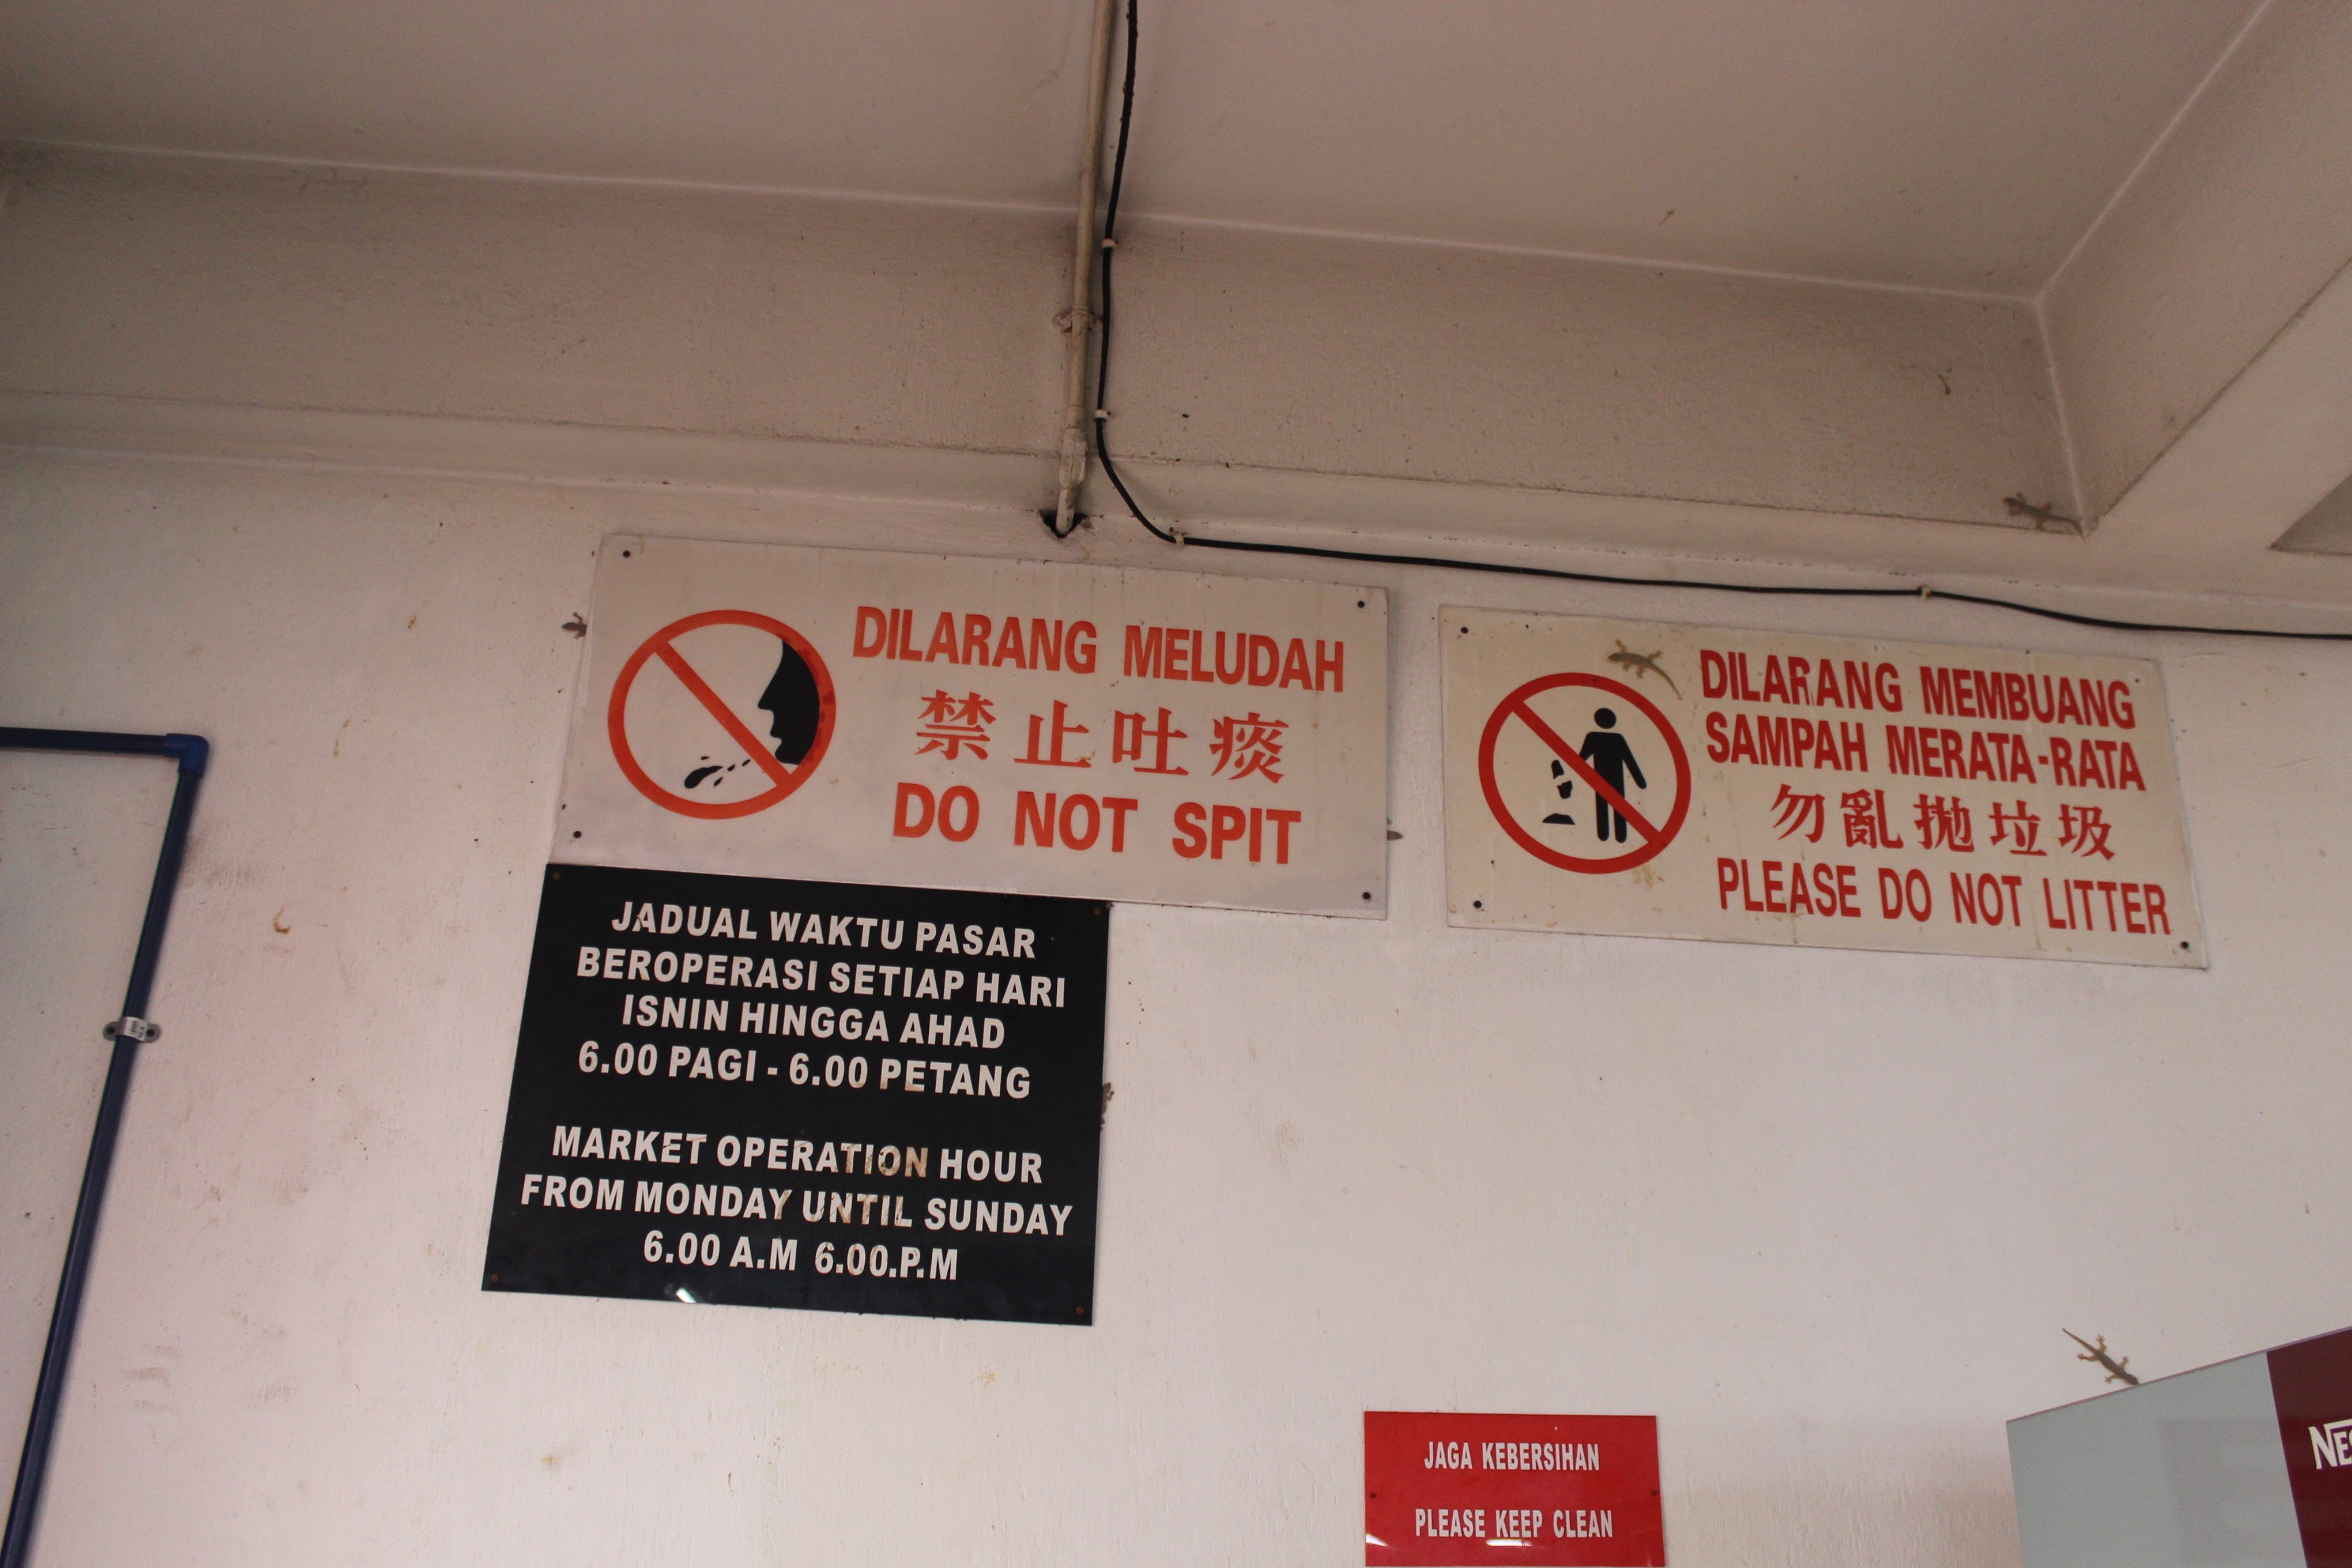 DILARANG MELUDAH
禁止吐痰
DO NOT SPIT
DILARANG MEMBUANG
SAMPAH MERATA-RATA
勿亂拋垃圾
PLEASE DO NOT LITTER
JADUAL WAKTU PASAR
BEROPERASI SETIAP HARI
ISNIN HINGGA AHAD
6.00 PAGI - 6.00 PETANG
MARKET OPERATION HOUR
FROM MONDAY UNTIL SUNDAY
6.00 A.M 6.00.P.M
JAGA KEBERSIHAN
PLEASE KEEP CLEAN